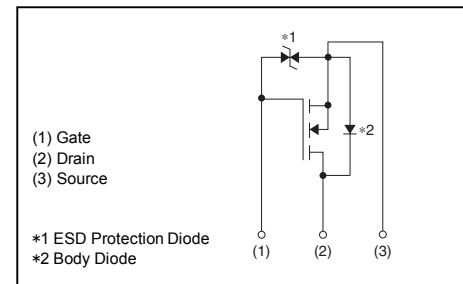 *1
*2
(1) Gate
(2) Drain
(3) Source
*1 ESD Protection Diode
*2 Body Diode
(1) (2) (3)